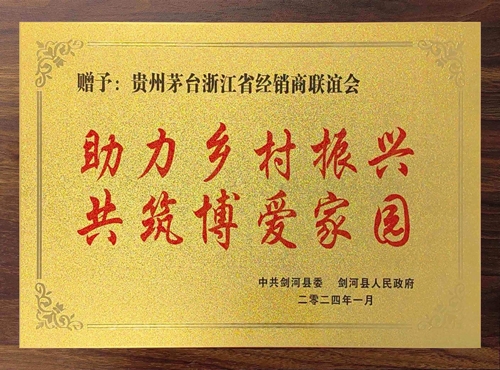 赠予：贵州茅台浙江省经销商联谊会
助力乡村振兴
共筑博爱家园
中共剑河县委 剑河县人民政府
二零二四年一月